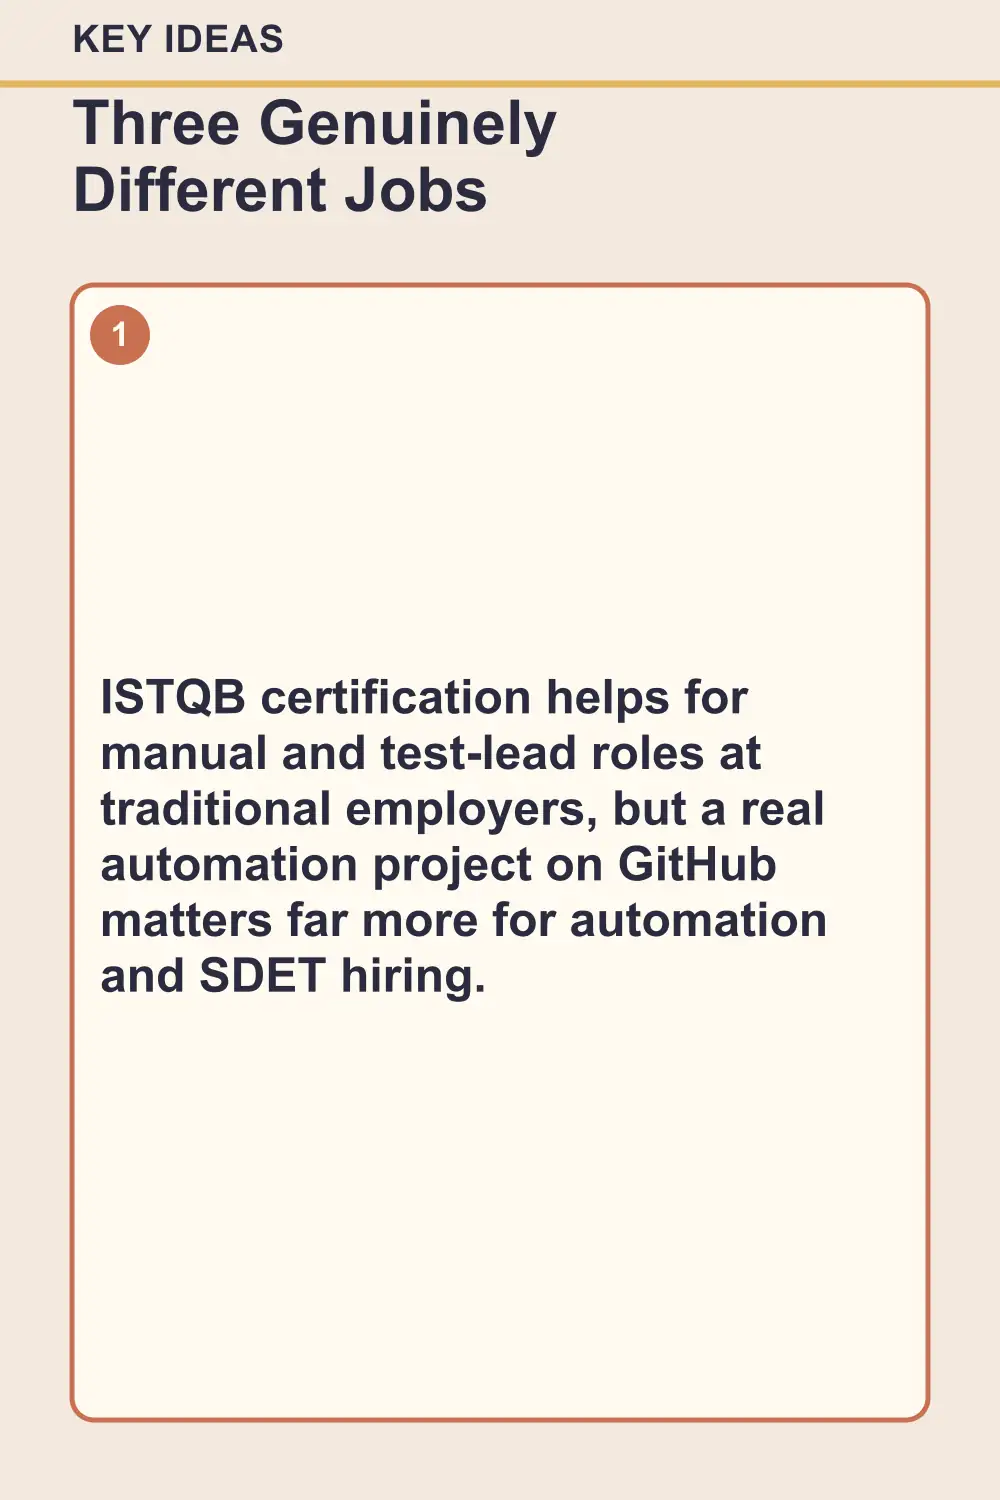 KEY IDEAS
Three Genuinely
Different Jobs
1
ISTQB certification helps for
manual and test-lead roles at
traditional employers, but a real
automation project on GitHub
matters far more for automation
and SDET hiring.